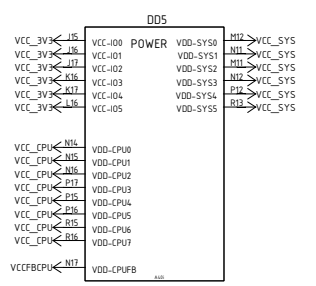 DD5
VCC_3V3 J15 VCC-IO0 POWER VDD-SYS0 M12 VCC_SYS
VCC_3V3 J16 VCC-IO1 VDD-SYS1 N11 VCC_SYS
VCC_3V3 J17 VCC-IO2 VDD-SYS2 M11 VCC_SYS
VCC_3V3 K16 VCC-IO3 VDD-SYS3 N12 VCC_SYS
VCC_3V3 K17 VCC-IO4 VDD-SYS4 P12 VCC_SYS
VCC_3V3 L16 VCC-IO5 VDD-SYS5 R13 VCC_SYS
VCC_CPU N14 VDD-CPU0
VCC_CPU N15 VDD-CPU1
VCC_CPU N16 VDD-CPU2
VCC_CPU P17 VDD-CPU3
VCC_CPU P15 VDD-CPU4
VCC_CPU P16 VDD-CPU5
VCC_CPU R15 VDD-CPU6
VCC_CPU R16 VDD-CPU7
VCCFBCPU N17 VDD-CPUFB